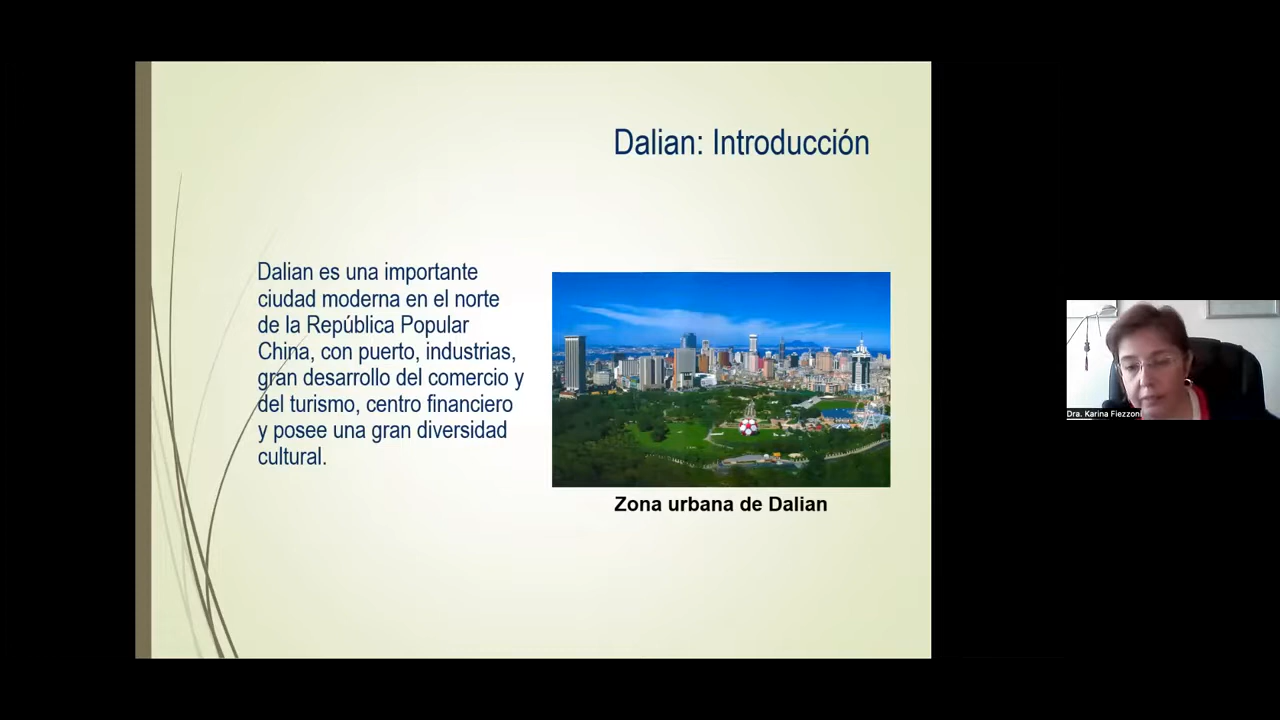 Dalian: Introducción
Dalian es una importante
ciudad moderna en el norte
de la República Popular
China, con puerto, industrias,
gran desarrollo del comercio y
del turismo, centro financiero
y posee una gran diversidad
cultural.
Zona urbana de Dalian
Dra. Karina Fiezzoni